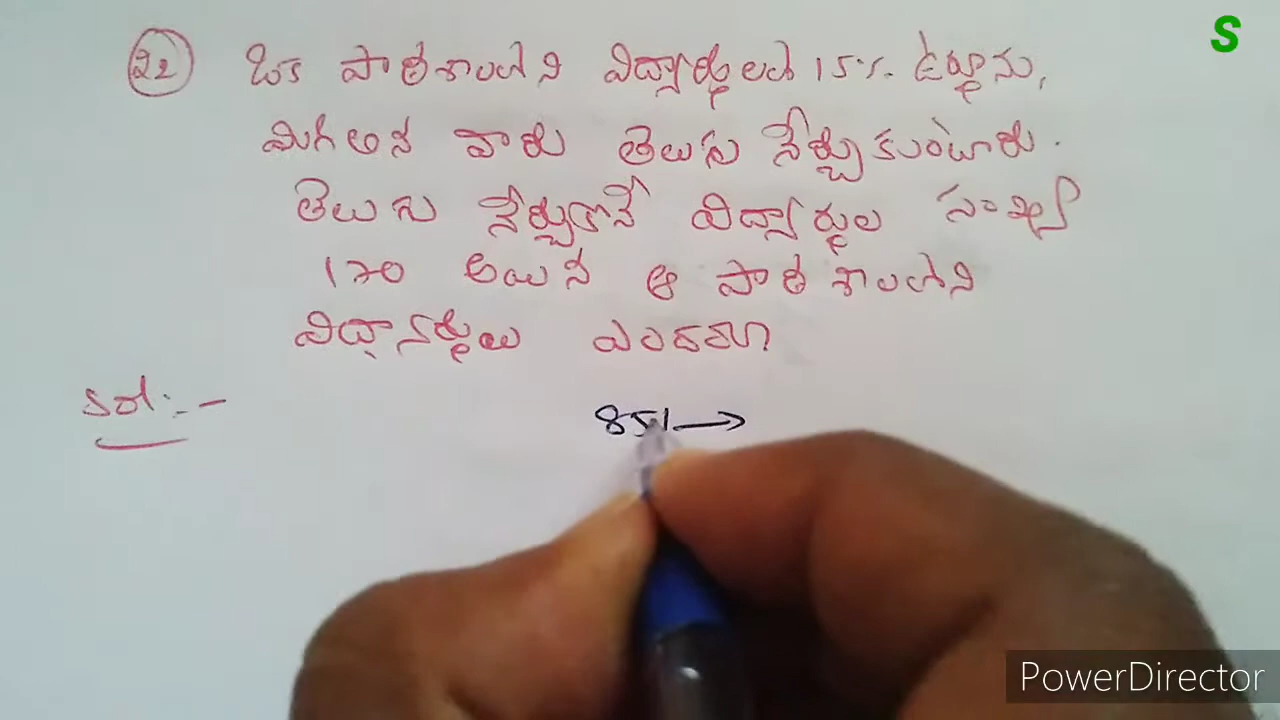 S
22 ఒక పాఠశాలలోని విద్యార్థులలో 15% ఉర్దూను,
మిగిలిన వారు తెలుగు నేర్చుకుంటారు.
తెలుగు నేర్చుకొనే విద్యార్థుల సంఖ్య
170 అయిన ఆ పాఠశాలలోని
విద్యార్థులు ఎందరు?
Sol:-
85% →
PowerDirector